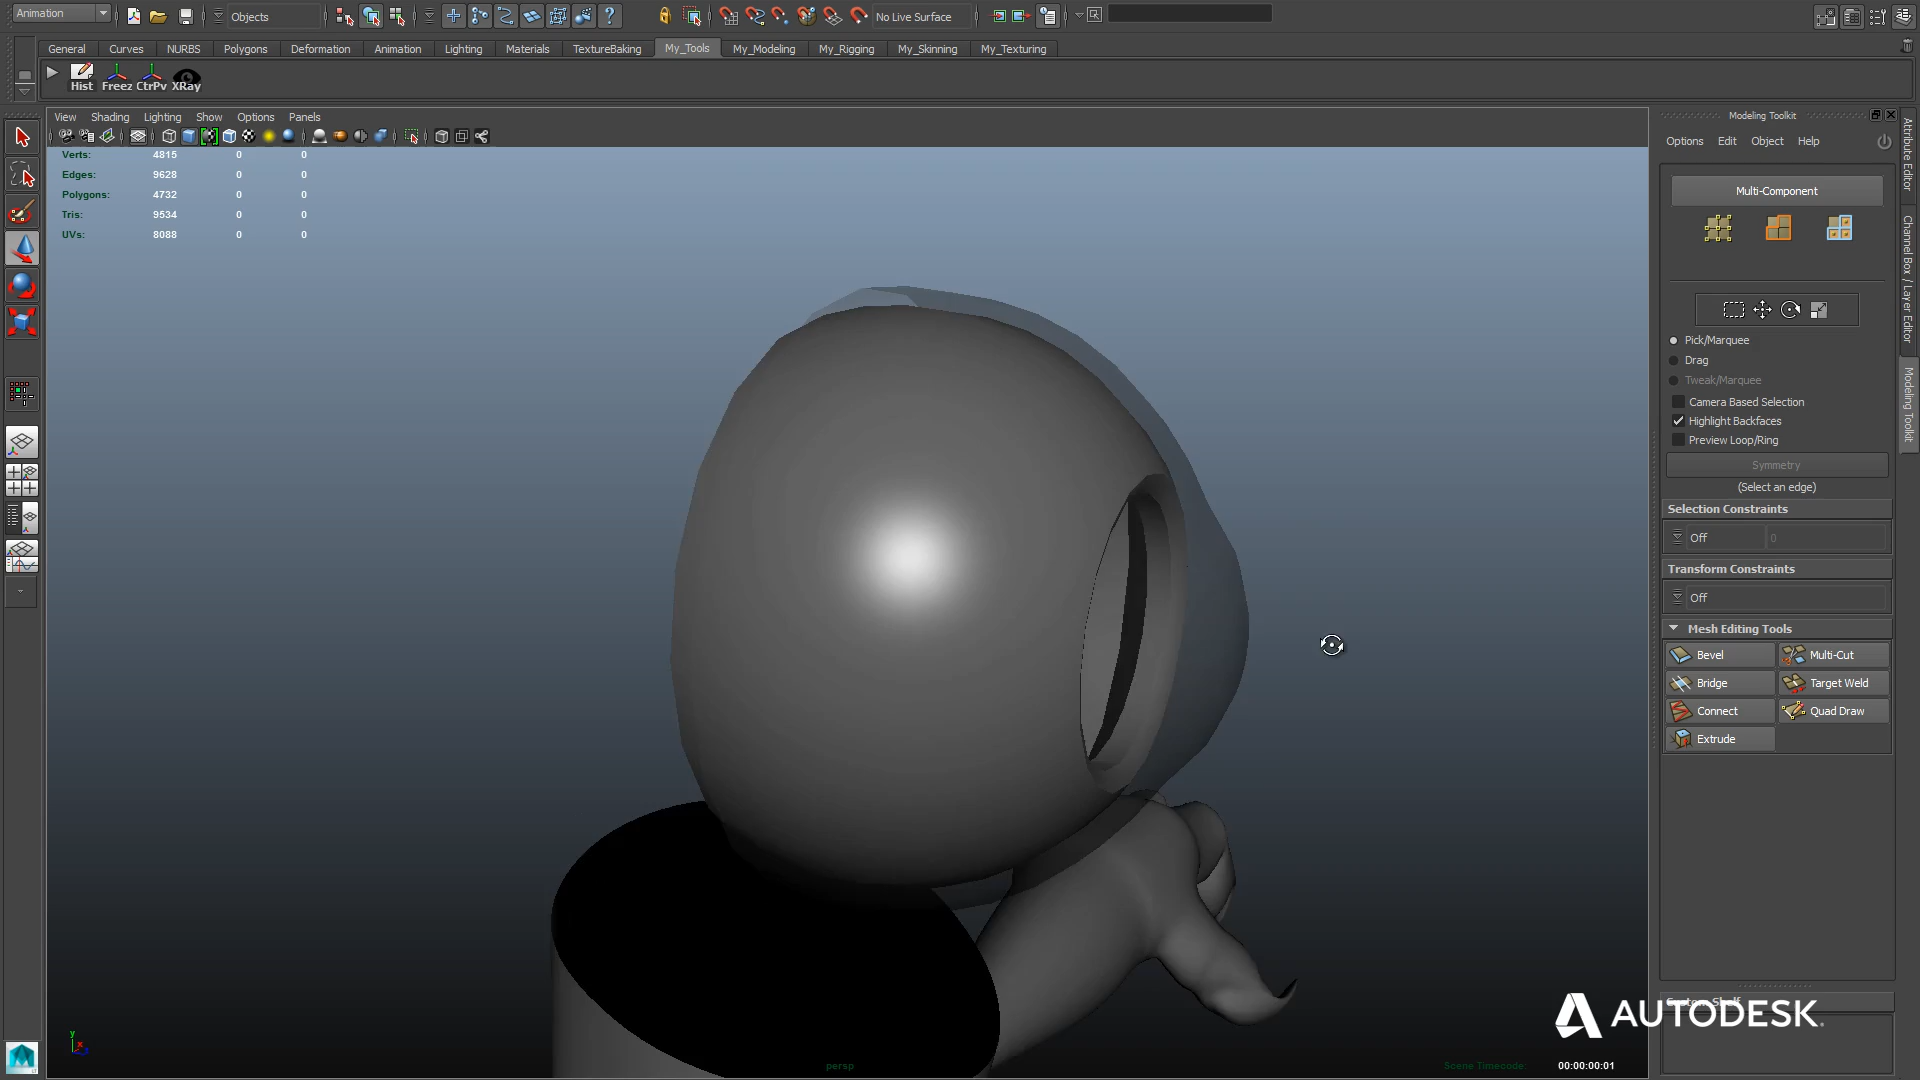 Animation Objects No Live Surface
General Curves NURBS Polygons Deformation Animation Lighting Materials TextureBaking My_Tools My_Modeling My_Rigging My_Skinning My_Texturing
Hist Freez CtrPv XRay
View Shading Lighting Show Options Panels
Modeling Toolkit
Options Edit Object Help
Verts: 4815 0 0
Edges: 9628 0 0
Polygons: 4732 0 0
Tris: 9534 0 0
UVs: 8088 0 0
Multi-Component
Pick/Marquee
Drag
Tweak/Marquee
Camera Based Selection
Highlight Backfaces
Preview Loop/Ring
Symmetry
(Select an edge)
Selection Constraints
Off 0
Transform Constraints
Off
Mesh Editing Tools
Bevel Multi-Cut
Bridge Target Weld
Connect Quad Draw
Extrude
Attribute Editor
Channel Box / Layer Editor
Modeling Toolkit
Custom Shelf
AUTODESK.
y
persp
Scene Timecode: 00:00:00:01